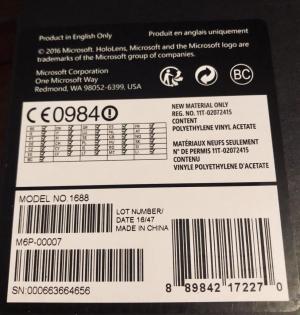 Product in English Only
Produit en anglais uniquement
© 2016 Microsoft. HoloLens, Microsoft and the Microsoft logo are
trademarks of the Microsoft group of companies.
Microsoft Corporation
One Microsoft Way
Redmond, WA 98052-6399, USA
BC
CE0984
NEW MATERIAL ONLY
REG. NO. 11T-02072415
CONTENT
POLYETHYLENE VINYL ACETATE
MATÉRIAUX NEUFS SEULEMENT
N° DE PERMIS 11T-02072415
CONTENU
VINYLE POLYETHYLENE D'ACETATE
MODEL NO.1688
LOT NUMBER/
DATE 16/47
MADE IN CHINA
M6P-00007
SN:000663664656
8 89842 17227 0